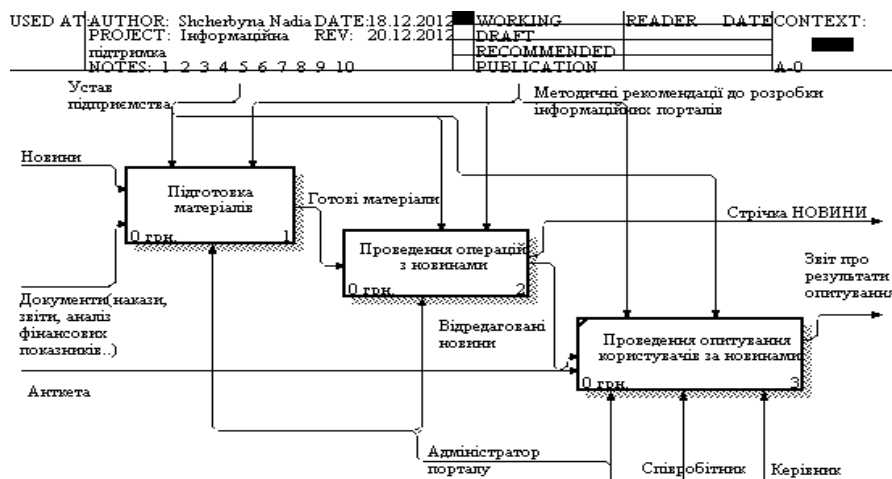 USED AT:
AUTHOR: Shcherbyna Nadia DATE:18.12.2012
PROJECT: Інформаційна REV: 20.12.2012
підтримка
NOTES: 1 2 3 4 5 6 7 8 9 10
WORKING
DRAFT
RECOMMENDED
PUBLICATION
READER DATE
CONTEXT:
A-0
Устав
підприємства
Методичні рекомендації до розробки
інформаційних порталів
Новини
Підготовка
матеріалів
0 грн. 1
Готові матеріали
Стрічка НОВИНИ
Проведення операцій
з новинами
0 грн. 2
Звіт про
результати
опитування
Документи(накази,
звіти, аналіз
фінансових
показників..)
Відредаговані
новини
Проведення опитування
користувачів за новинами
0 грн. 3
Анткета
Адміністратор
порталу
Співробітник
Керівник